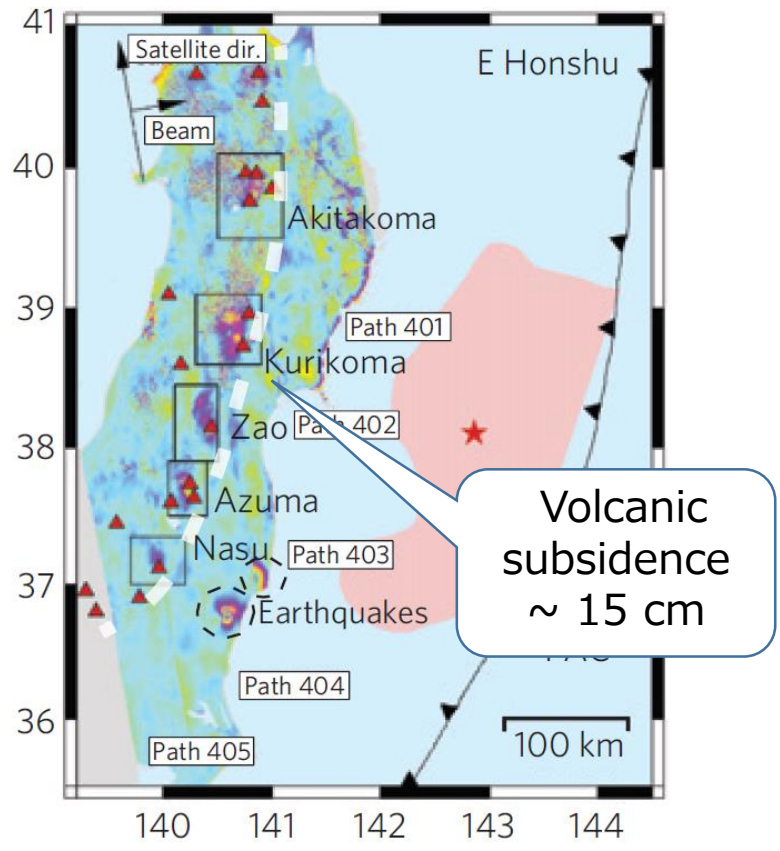 41
Satellite dir.
E Honshu
Beam
40
Akitakoma
39
Path 401
Kurikoma
Zao
Path 402
38
Volcanic
subsidence
~ 15 cm
Azuma
Nasu
Path 403
37
Earthquakes
Path 404
36
100 km
Path 405
140 141 142 143 144